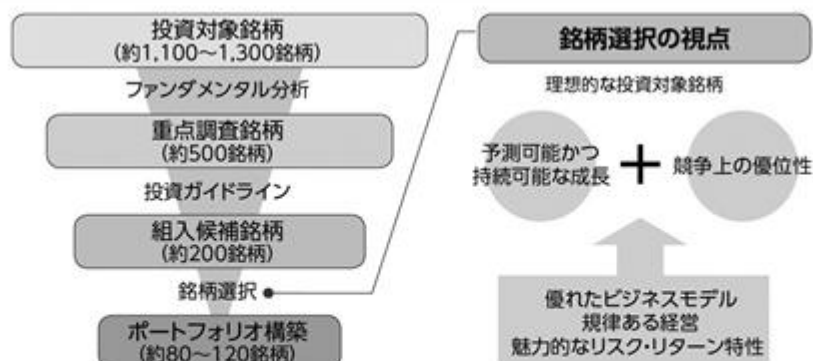 投資対象銘柄
(約1,100～1,300銘柄)
ファンダメンタル分析
重点調査銘柄
(約500銘柄)
投資ガイドライン
組入候補銘柄
(約200銘柄)
銘柄選択
ポートフォリオ構築
(約80～120銘柄)
銘柄選択の視点
理想的な投資対象銘柄
予測可能かつ
持続可能な成長
+
競争上の優位性
優れたビジネスモデル
規律ある経営
魅力的なリスク・リターン特性